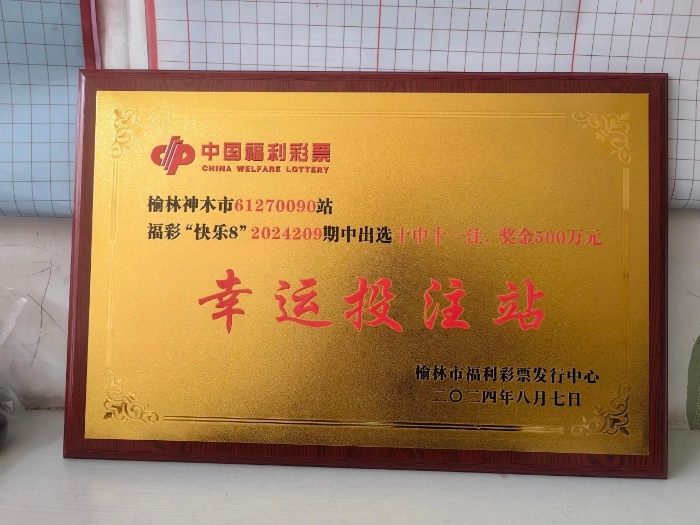 中国福利彩票
CHINA WELFARE LOTTERY
榆林神木市61270090站
福彩“快乐8”2024209期中出选十中十一注，奖金500万元
幸运投注站
榆林市福利彩票发行中心
二〇二四年八月七日